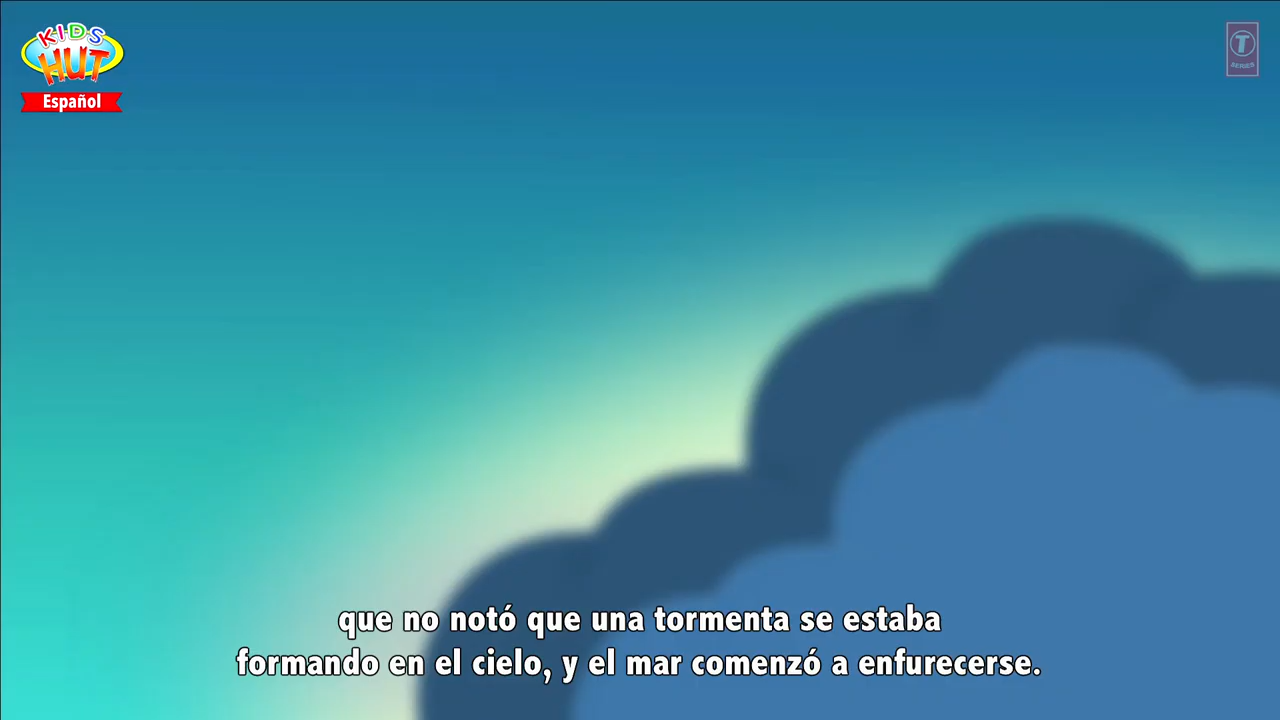 KIDS
HUT
Español
T
SERIES
que no notó que una tormenta se estaba
formando en el cielo, y el mar comenzó a enfurecerse.